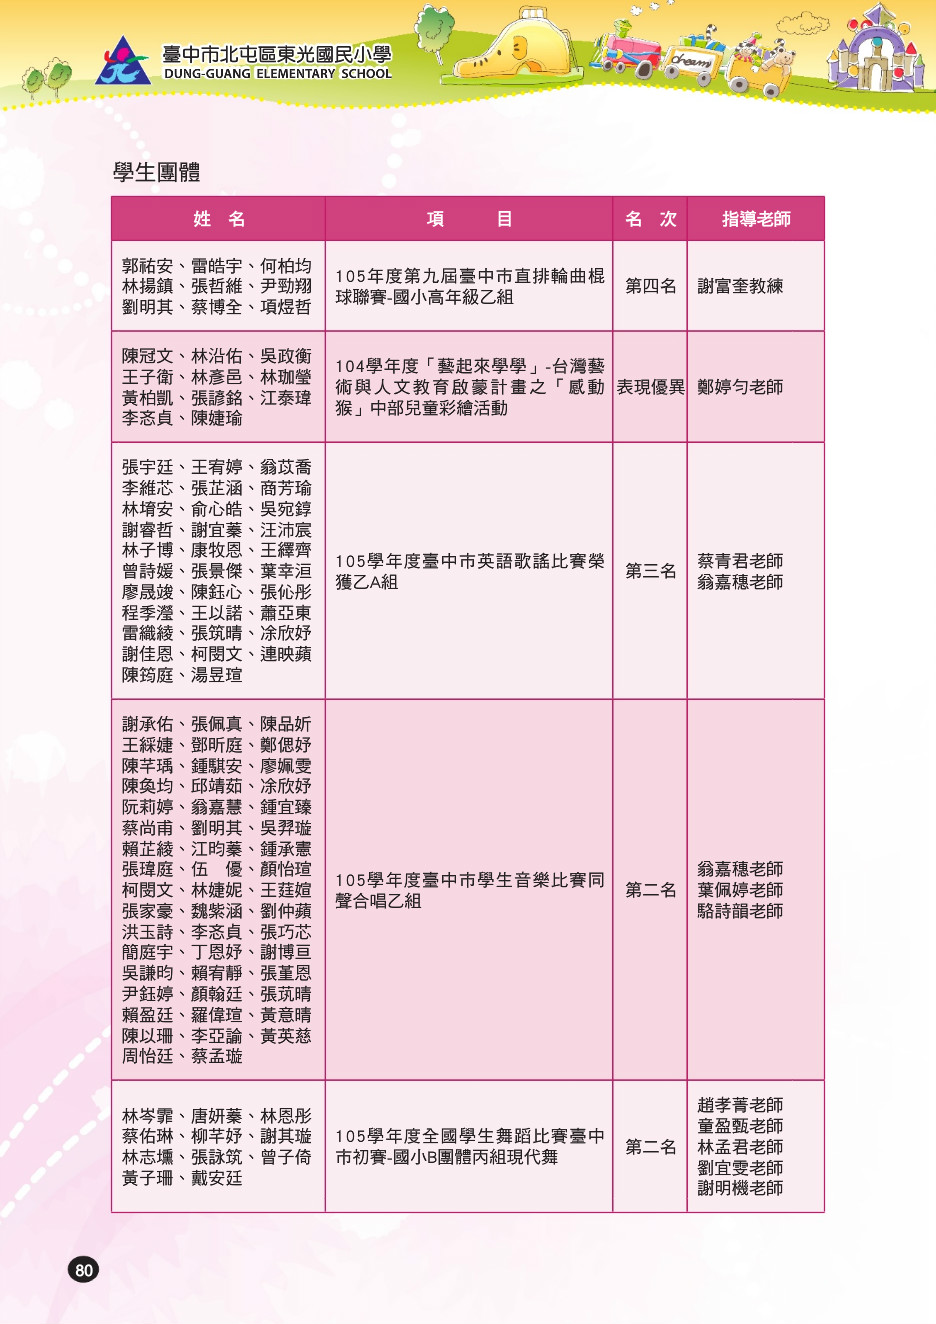 臺中市北屯區東光國民小學
DUNG-GUANG ELEMENTARY SCHOOL
dream
學生團體
姓 名 項 目 名 次 指導老師
郭祐安、雷皓宇、何柏均
林揚鎮、張哲維、尹勁翔
劉明其、蔡博全、項煜哲
105年度第九屆臺中市直排輪曲棍
球聯賽-國小高年級乙組
第四名
謝富奎教練
陳冠文、林沿佑、吳政衡
王子衛、林彥邑、林珈瑩
黃柏凱、張諺銘、江泰瑋
李忞貞、陳婕瑜
104學年度「藝起來學學」-台灣藝
術與人文教育啟蒙計畫之「感動
猴」中部兒童彩繪活動
表現優異
鄭婷勻老師
張宇廷、王宥婷、翁苡喬
李維芯、張芷涵、商芳瑜
林堉安、俞心皓、吳宛錞
謝睿哲、謝宜蓁、汪沛宸
林子博、康牧恩、王繹齊
曾詩媛、張景傑、葉幸洹
廖晟竣、陳鈺心、張伈彤
程季瀅、王以諾、蕭亞東
雷織綾、張筑晴、凃欣妤
謝佳恩、柯閔文、連映蘋
陳筠庭、湯昱瑄
105學年度臺中市英語歌謠比賽榮
獲乙A組
第三名
蔡青君老師
翁嘉穗老師
謝承佑、張佩真、陳品妡
王綵婕、鄧昕庭、鄭偲妤
陳芊瑀、鍾騏安、廖姵雯
陳奐均、邱靖茹、凃欣妤
阮莉婷、翁嘉慧、鍾宜臻
蔡尚甫、劉明其、吳羿璇
賴芷綾、江昀蓁、鍾承憲
張瑋庭、伍 優、顏怡瑄
柯閔文、林婕妮、王莛媗
張家豪、魏紫涵、劉仲蘋
洪玉詩、李忞貞、張巧芯
簡庭宇、丁恩妤、謝博亘
吳謙昀、賴宥靜、張堇恩
尹鈺婷、顏翰廷、張筑晴
賴盈廷、羅偉瑄、黃意晴
陳以珊、李亞諭、黃英慈
周怡廷、蔡孟璇
105學年度臺中市學生音樂比賽同
聲合唱乙組
第二名
翁嘉穗老師
葉佩婷老師
駱詩韻老師
林岑霏、唐妍蓁、林恩彤
蔡佑琳、柳芊妤、謝其璇
林志壎、張詠筑、曾子倚
黃子珊、戴安廷
105學年度全國學生舞蹈比賽臺中
市初賽-國小B團體丙組現代舞
第二名
趙孝菁老師
童盈甄老師
林孟君老師
劉宜雯老師
謝明機老師
80